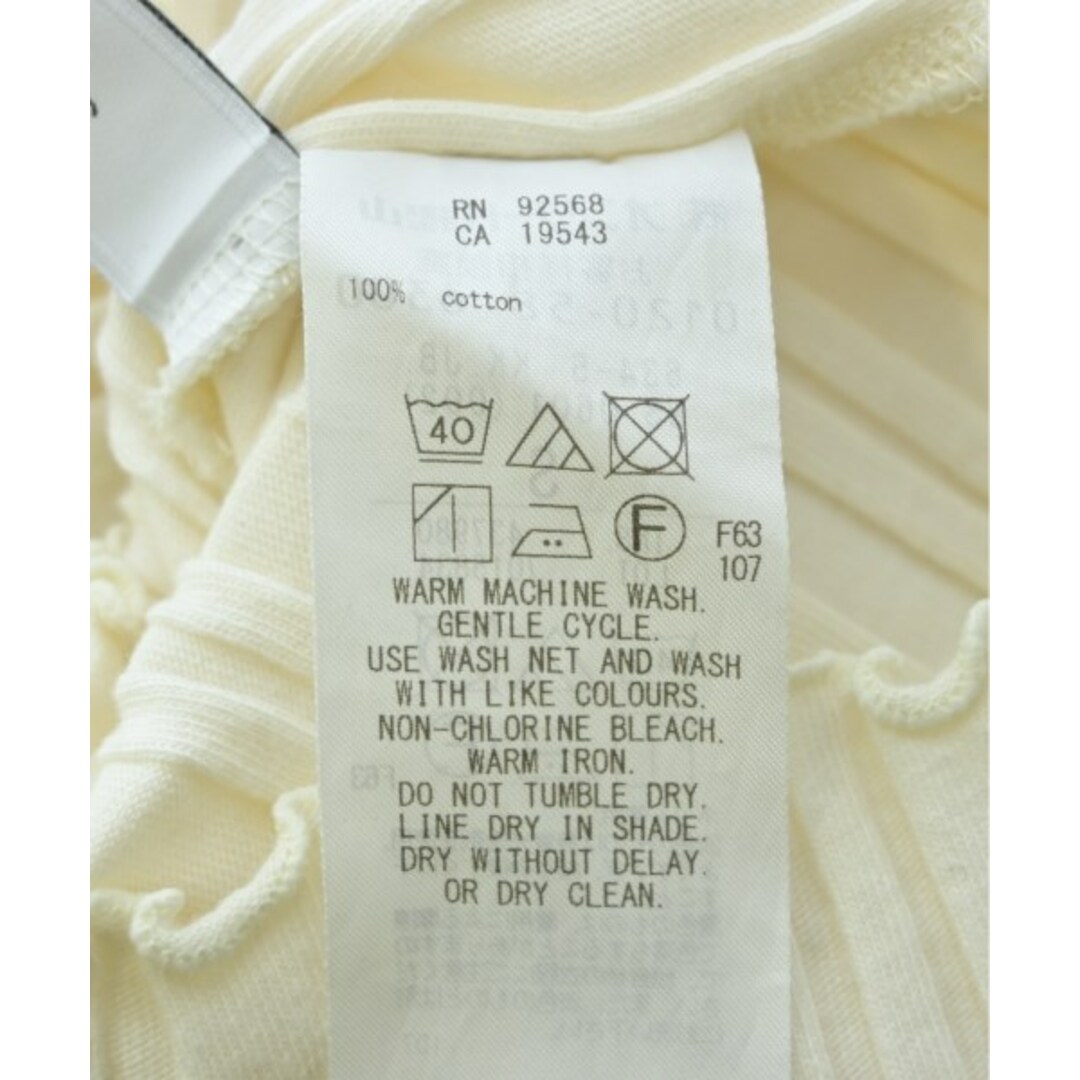 RN 92568
CA 19543
100% cotton
40
F
F63
107
WARM MACHINE WASH.
GENTLE CYCLE.
USE WASH NET AND WASH
WITH LIKE COLOURS.
NON-CHLORINE BLEACH.
WARM IRON.
DO NOT TUMBLE DRY.
LINE DRY IN SHADE.
DRY WITHOUT DELAY.
OR DRY CLEAN.